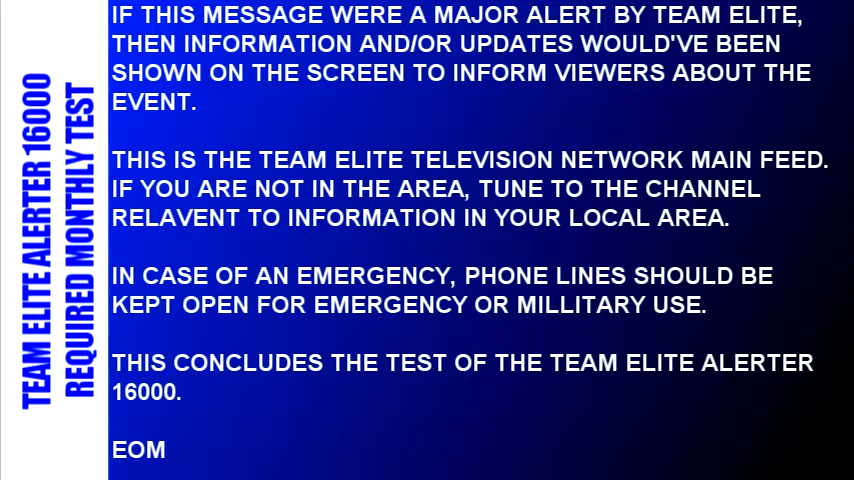 TEAM ELITE ALERTER 16000
REQUIRED MONTHLY TEST
IF THIS MESSAGE WERE A MAJOR ALERT BY TEAM ELITE,
THEN INFORMATION AND/OR UPDATES WOULD'VE BEEN
SHOWN ON THE SCREEN TO INFORM VIEWERS ABOUT THE
EVENT.
THIS IS THE TEAM ELITE TELEVISION NETWORK MAIN FEED.
IF YOU ARE NOT IN THE AREA, TUNE TO THE CHANNEL
RELAVENT TO INFORMATION IN YOUR LOCAL AREA.
IN CASE OF AN EMERGENCY, PHONE LINES SHOULD BE
KEPT OPEN FOR EMERGENCY OR MILLITARY USE.
THIS CONCLUDES THE TEST OF THE TEAM ELITE ALERTER
16000.
EOM